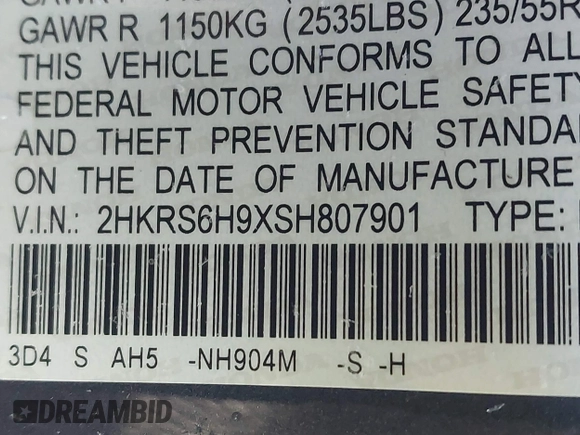 GAWR R 1150KG (2535LBS) 235/55R
THIS VEHICLE CONFORMS TO ALL
FEDERAL MOTOR VEHICLE SAFETY
AND THEFT PREVENTION STANDA
ON THE DATE OF MANUFACTURE
V.I.N.: 2HKRS6H9XSH807901 TYPE:
3D4 S AH5 -NH904M -S -H
DREAMBID